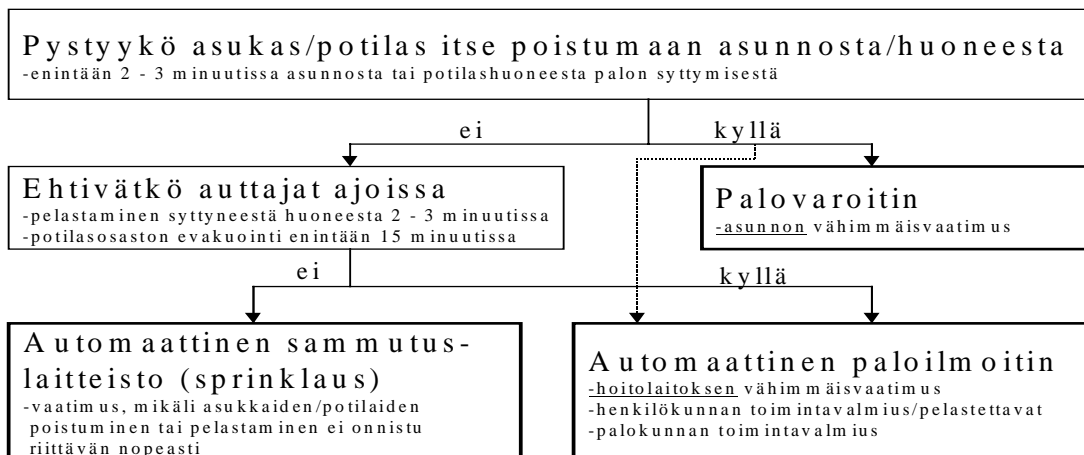 Pystyykö asukas/potilas itse poistumaan asunnosta/huoneesta
-enintään 2 - 3 minuutissa asunnosta tai potilashuoneesta palon syttymisestä
ei
kyllä
Ehtivätkö auttajat ajoissa
-pelastaminen syttyneestä huoneesta 2 - 3 minuutissa
-potilasosaston evakuointi enintään 15 minuutissa
Palovaroitin
-asunnon vähimmäisvaatimus
ei
kyllä
Automaattinen sammutus-
laitteisto (sprinklaus)
-vaatimus, mikäli asukkaiden/potilaiden
poistuminen tai pelastaminen ei onnistu
riittävän nopeasti
Automaattinen paloilmoitin
-hoitolaitoksen vähimmäisvaatimus
-henkilökunnan toimintavalmius/pelastettavat
-palokunnan toimintavalmius